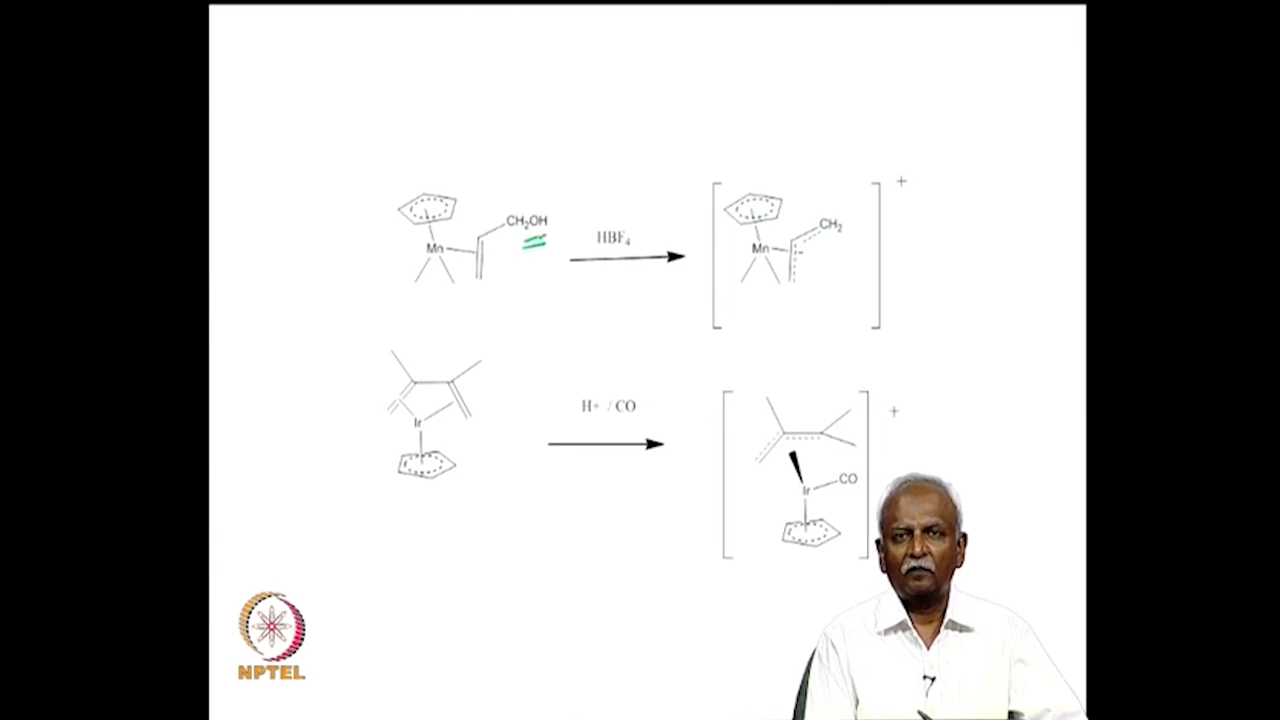 +
CH₂OH
CH₂
HBF₄
Mn
Mn
H+ / CO
+
Ir
CO
Ir
NPTEL